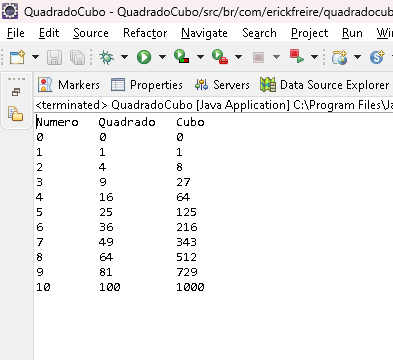 QuadradoCubo - QuadradoCubo/src/br/com/erickfreire/quadradocub
File Edit Source Refactor Navigate Search Project Run Win
Markers Properties Servers Data Source Explorer
<terminated> QuadradoCubo [Java Application] C:\Program Files\Ja
Numero Quadrado Cubo
0 0 0
1 1 1
2 4 8
3 9 27
4 16 64
5 25 125
6 36 216
7 49 343
8 64 512
9 81 729
10 100 1000